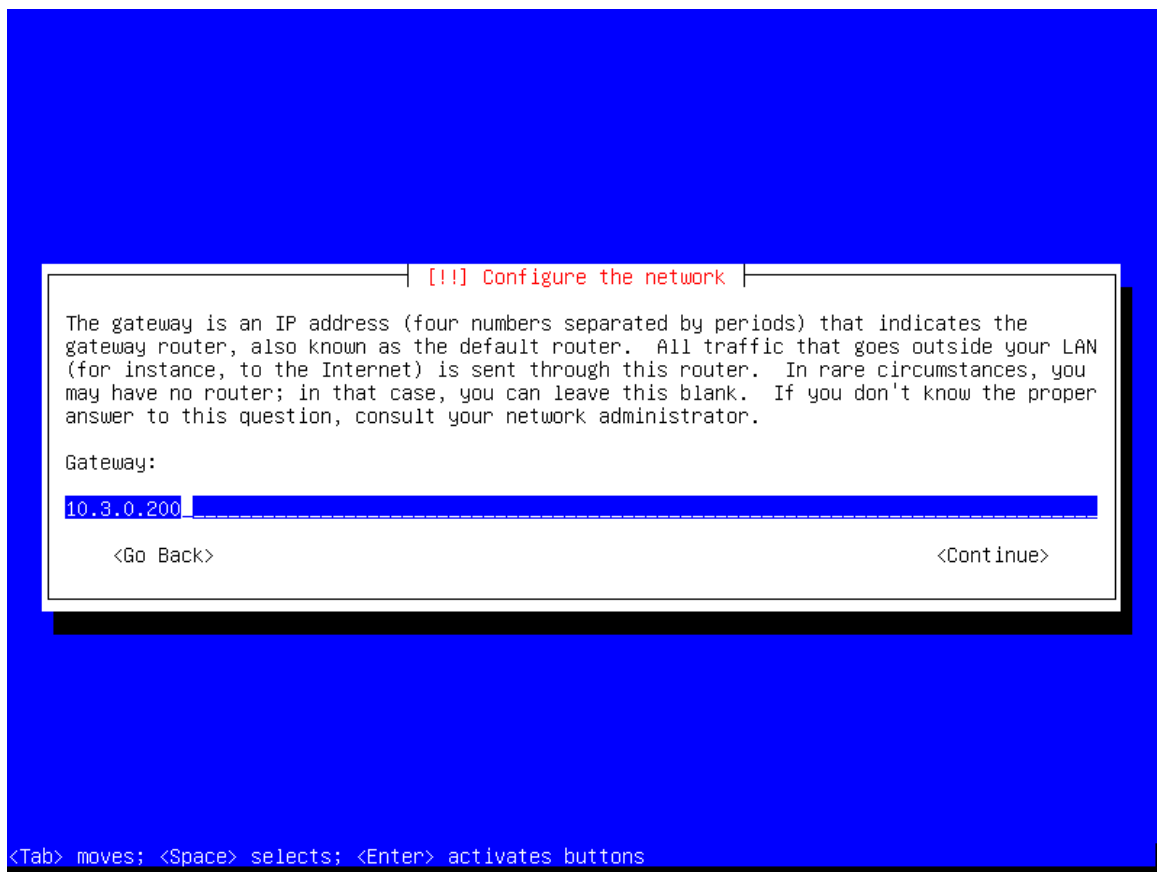 [!!] Configure the network
The gateway is an IP address (four numbers separated by periods) that indicates the
gateway router, also known as the default router.  All traffic that goes outside your LAN
(for instance, to the Internet) is sent through this router.  In rare circumstances, you
may have no router; in that case, you can leave this blank.  If you don't know the proper
answer to this question, consult your network administrator.
Gateway:
10.3.0.200
<Go Back> <Continue>
<Tab> moves; <Space> selects; <Enter> activates buttons